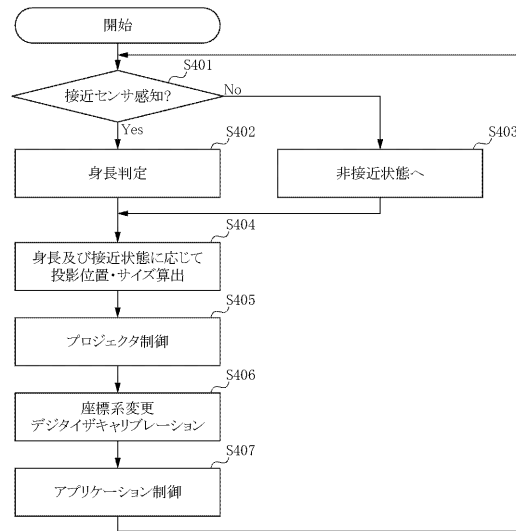 開始
S401
接近センサ感知?
No
Yes
S402
S403
身長判定
非接近状態へ
S404
身長及び接近状態に応じて
投影位置・サイズ算出
S405
プロジェクタ制御
S406
座標系変更
デジタイザキャリブレーション
S407
アプリケーション制御